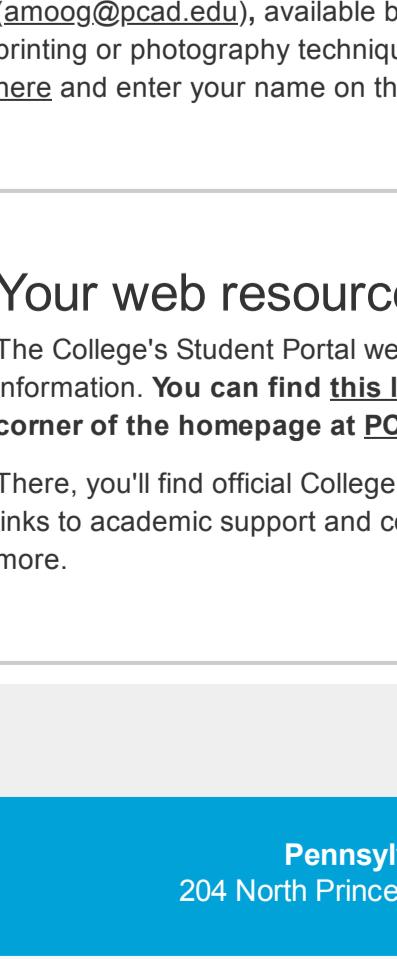 (amoog@pcad.edu), available b
printing or photography techniqu
here and enter your name on th
Your web resourc
The College's Student Portal we
information. You can find this l
corner of the homepage at PC
There, you'll find official College
links to academic support and c
more.
Pennsyl
204 North Prince